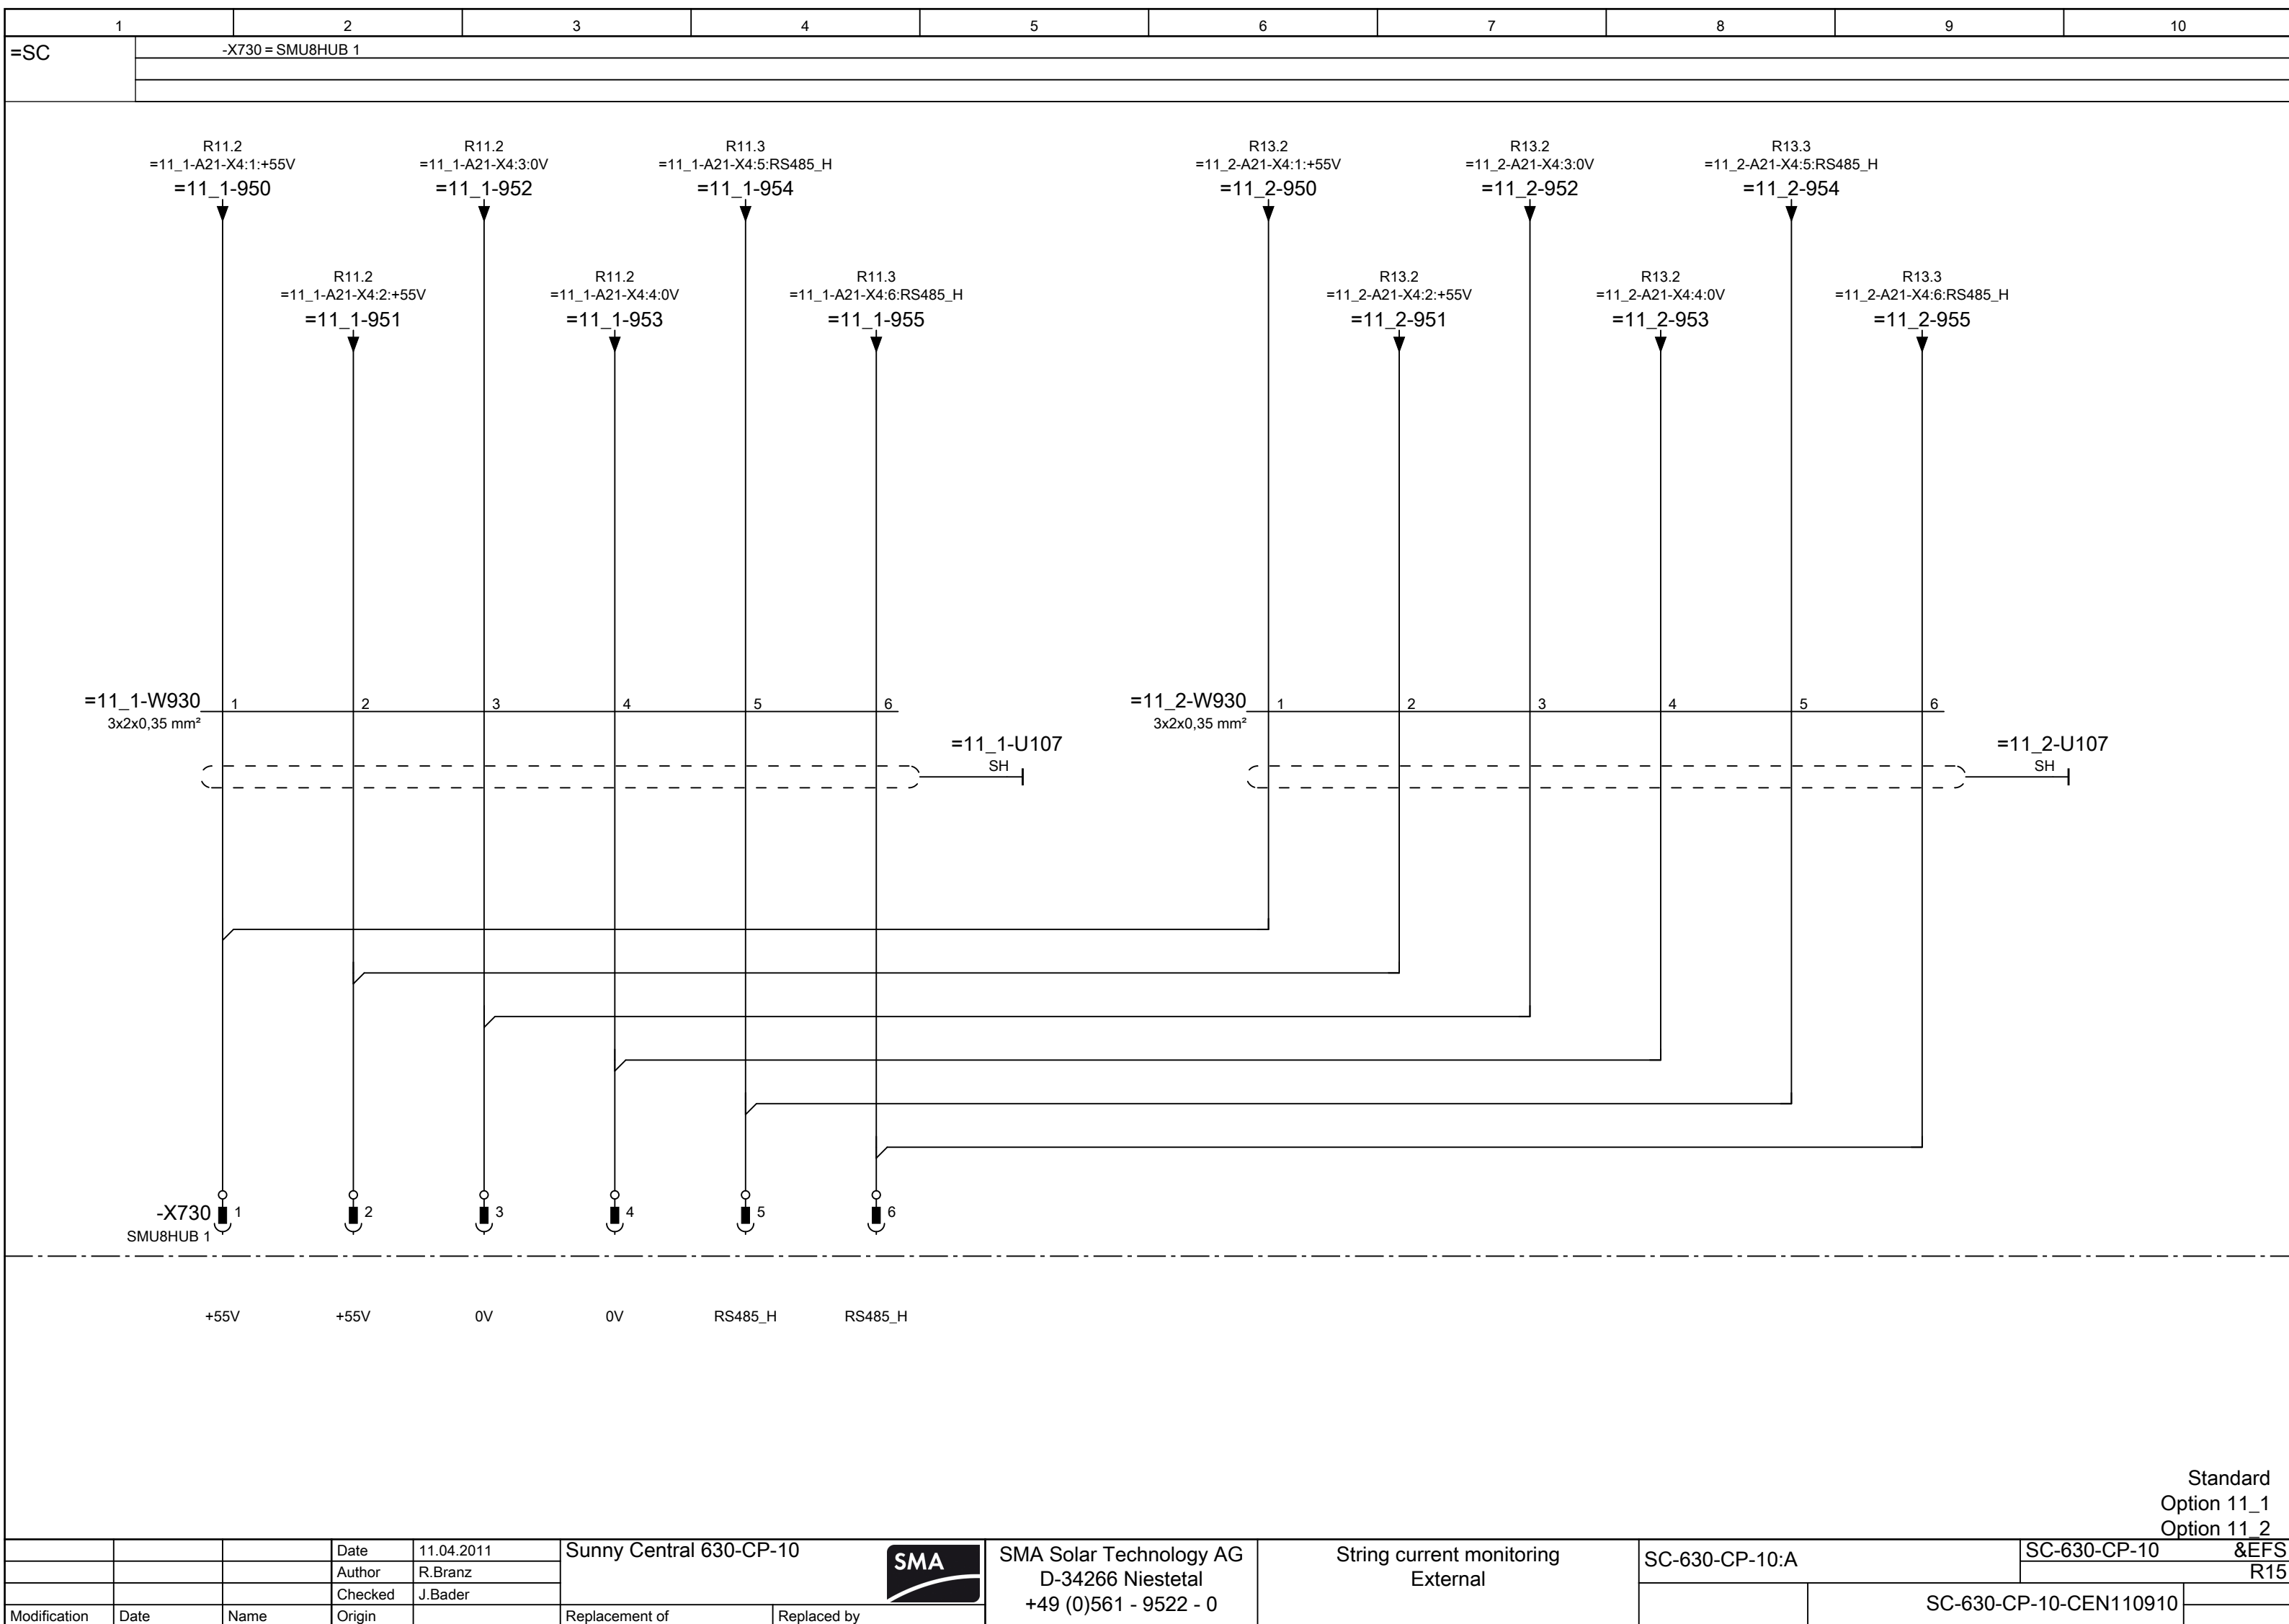 1 2 3 4 5 6 7 8 9 10
=SC -X730 = SMU8HUB 1
R11.2 R11.2 R11.3 R13.2 R13.2 R13.3
=11_1-A21-X4:1:+55V =11_1-A21-X4:3:0V =11_1-A21-X4:5:RS485_H =11_2-A21-X4:1:+55V =11_2-A21-X4:3:0V =11_2-A21-X4:5:RS485_H
=11_1-950 =11_1-952 =11_1-954 =11_2-950 =11_2-952 =11_2-954
R11.2 R11.2 R11.3 R13.2 R13.2 R13.3
=11_1-A21-X4:2:+55V =11_1-A21-X4:4:0V =11_1-A21-X4:6:RS485_H =11_2-A21-X4:2:+55V =11_2-A21-X4:4:0V =11_2-A21-X4:6:RS485_H
=11_1-951 =11_1-953 =11_1-955 =11_2-951 =11_2-953 =11_2-955
=11_1-W930 1 2 3 4 5 6 =11_2-W930 1 2 3 4 5 6
3x2x0,35 mm² 3x2x0,35 mm²
=11_1-U107 =11_2-U107
SH SH
-X730 1 2 3 4 5 6
SMU8HUB 1
+55V +55V 0V 0V RS485_H RS485_H
Standard
Option 11_1
Option 11_2
Date 11.04.2011 Sunny Central 630-CP-10 SMA SMA Solar Technology AG String current monitoring SC-630-CP-10:A SC-630-CP-10 &EFS
Author R.Branz D-34266 Niestetal External R15
Checked J.Bader +49 (0)561 - 9522 - 0 SC-630-CP-10-CEN110910
Modification Date Name Origin Replacement of Replaced by